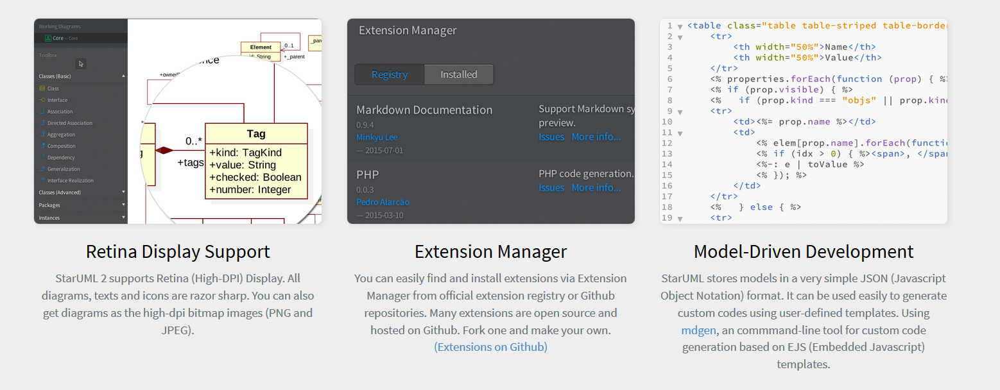 Working Diagrams
Core — Core
Toolbox
Classes (Basic)
Class
Interface
Association
Directed Association
Aggregation
Composition
Dependency
Generalization
Interface Realization
Classes (Advanced)
Packages
Instances
Element
id: String
0..1
+_parent
_par
ence
+owned
Tag
+kind: TagKind
+value: String
+checked: Boolean
+number: Integer
0..*
+tags
Extension Manager
Registry Installed
Markdown Documentation
0.9.4
Minkyu Lee
— 2015-07-01
Support Markdown sy
preview.
Issues More info...
PHP
0.0.3
Pedro Alarcão
— 2015-03-10
PHP code generation.
Issues More info...
1 <table class="table table-striped table-border
2 <tr>
3 <th width="50%">Name</th>
4 <th width="50%">Value</th>
5 </tr>
6 <% properties.forEach(function (prop) { %>
7 <% if (prop.visible) { %>
8 <% if (prop.kind === "objs" || prop.kind
9 <tr>
10 <td><%= prop.name %></td>
11 <td>
12 <% elem[prop.name].forEach(functi
13 <% if (idx > 0) { %><span>, </span
14 <%-: e | toValue %>
15 <% }); %>
16 </td>
17 </tr>
18 <% } else { %>
19 <tr>
Retina Display Support
StarUML 2 supports Retina (High-DPI) Display. All
diagrams, texts and icons are razor sharp. You can also
get diagrams as the high-dpi bitmap images (PNG and
JPEG).
Extension Manager
You can easily find and install extensions via Extension
Manager from official extension registry or Github
repositories. Many extensions are open source and
hosted on Github. Fork one and make your own.
(Extensions on Github)
Model-Driven Development
StarUML stores models in a very simple JSON (Javascript
Object Notation) format. It can be used easily to generate
custom codes using user-defined templates. Using
mdgen, an commmand-line tool for custom code
generation based on EJS (Embedded Javascript)
templates.